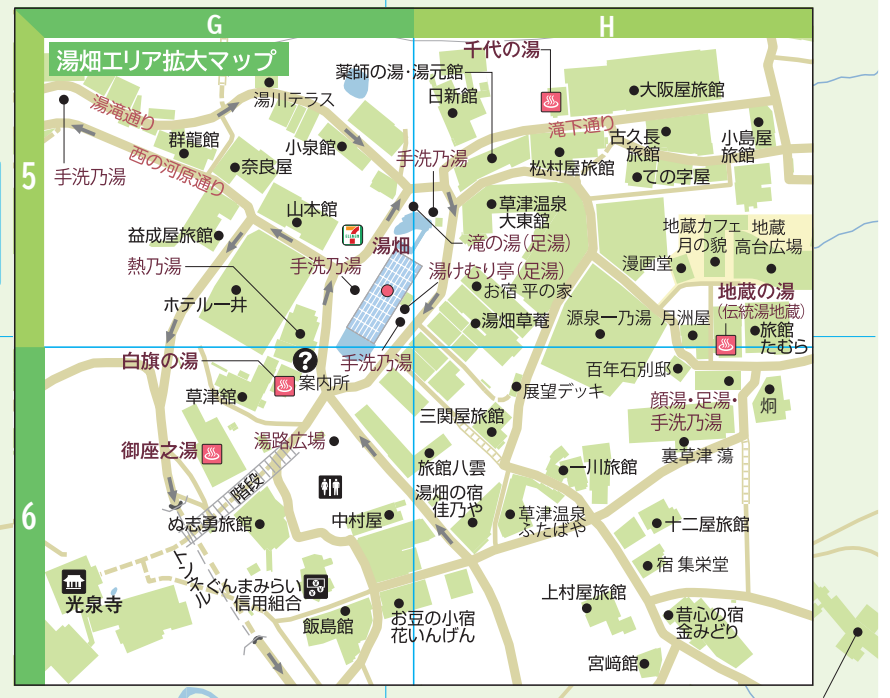 G
H
5
6
湯畑エリア拡大マップ
千代の湯
薬師の湯・湯元館
日新館
大阪屋旅館
湯川テラス
湯滝通り
滝下通り
群龍館
小泉館
古久長
旅館
小島屋
旅館
手洗乃湯
松村屋旅館
手洗乃湯
西の河原通り
奈良屋
ての字屋
山本館
草津温泉
大東館
益成屋旅館
湯畑
滝の湯(足湯)
地蔵カフェ
月の貌
地蔵
高台広場
熱乃湯
手洗乃湯
湯けむり亭(足湯)
漫画堂
お宿 平の家
ホテル一井
地蔵の湯
(伝統湯地蔵)
湯畑草菴
源泉一乃湯
月洲屋
旅館
たむら
白旗の湯
手洗乃湯
?
案内所
百年石別邸
草津館
展望デッキ
顔湯・足湯・
手洗乃湯
炯
三関屋旅館
御座之湯
湯路広場
裏草津 蕩
旅館八雲
一川旅館
階段
湯畑の宿
佳乃や
ぬ志勇旅館
中村屋
草津温泉
ふたばや
十二屋旅館
トンネル
宿 集栄堂
光泉寺
ぐんまみらい
信用組合
上村屋旅館
飯島館
お豆の小宿
花いんげん
昔心の宿
金みどり
宮﨑館